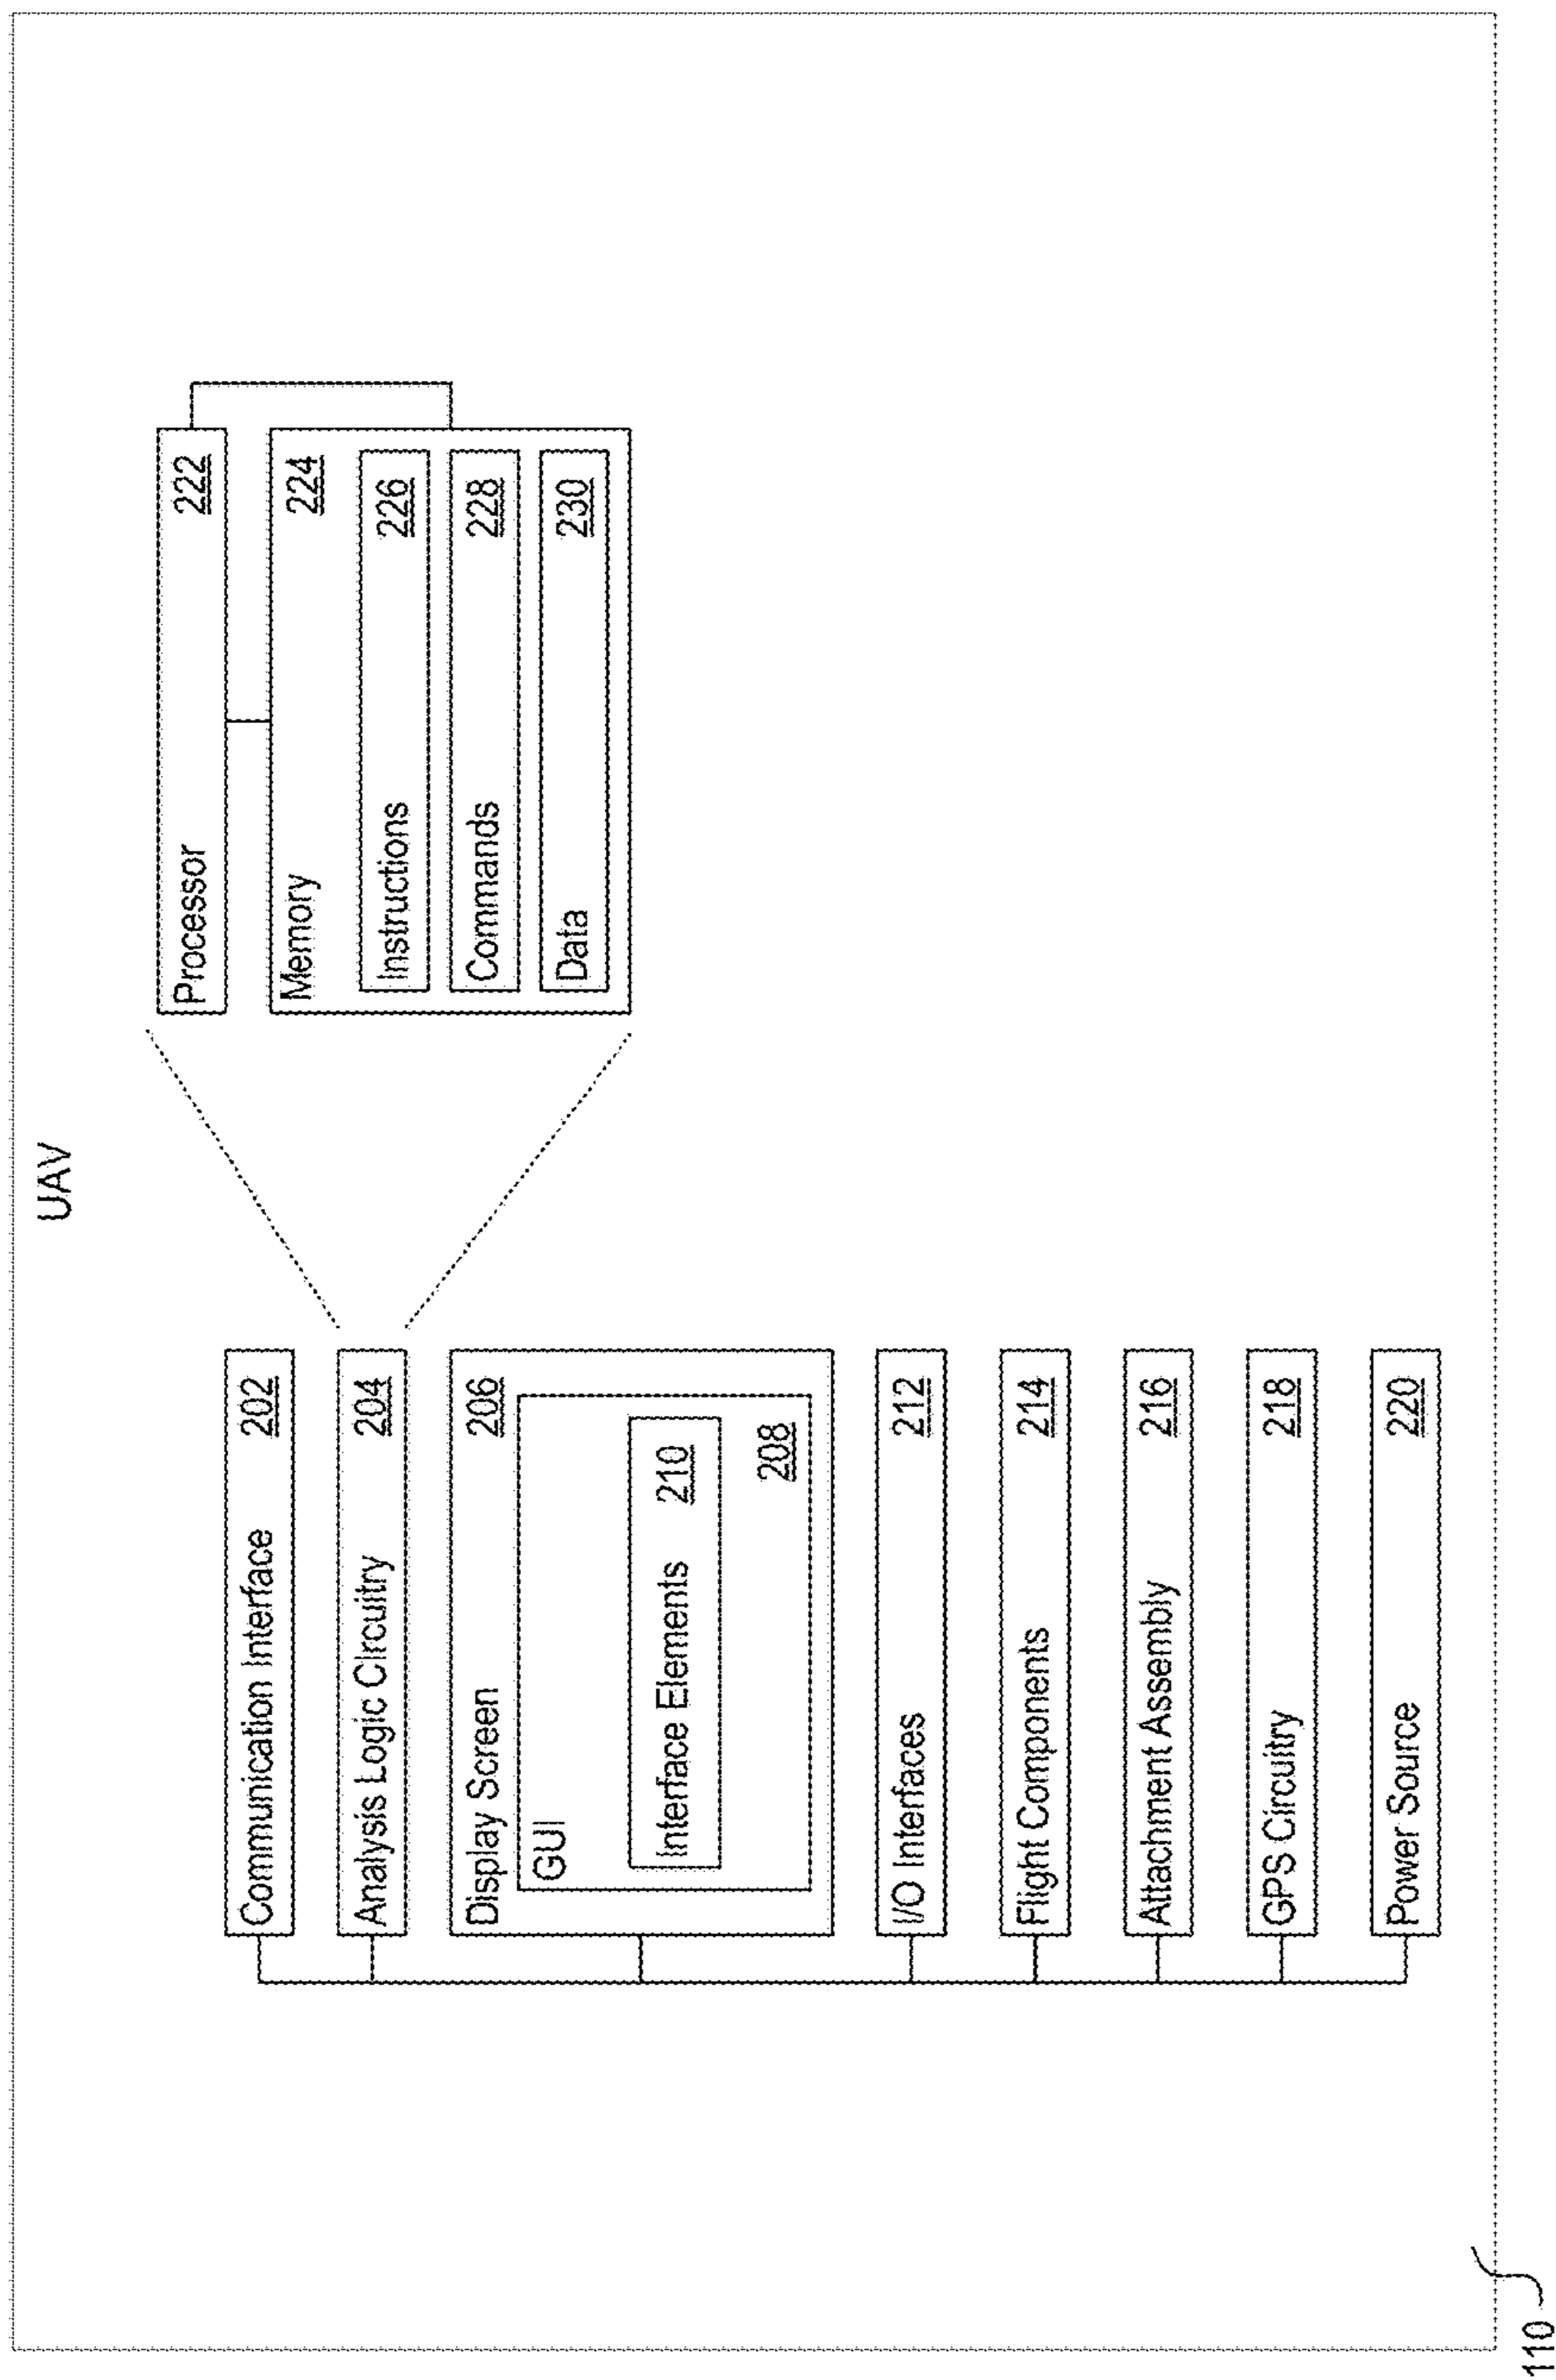 UAV
Communication Interface 202
Analysis Logic Circuitry 204
Display Screen 206
GUI
Interface Elements 210
208
I/O Interfaces 212
Flight Components 214
Attachment Assembly 216
GPS Circuitry 218
Power Source 220
Processor 222
Memory 224
Instructions 226
Commands 228
Data 230
110